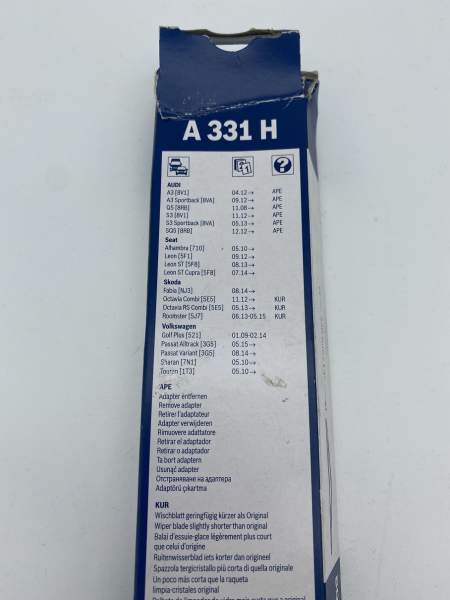 A 331 H
AUDI
A3 [8V1] 04.12→ APE
A3 Sportback [8VA] 09.12→ APE
Q5 [8RB] 11.08→ APE
S3 [8V1] 11.12→ APE
S3 Sportback [8VA] 05.13→ APE
SQ5 [8RB] 12.12→ APE
Seat
Alhambra [710] 05.10→
Leon [5F1] 09.12→
Leon ST [5F8] 08.13→
Leon ST Cupra [5F8] 07.14→
Skoda
Fabia [NJ3] 08.14→
Octavia Combi [5E5] 11.12→ KUR
Octavia RS Combi [5E5] 05.13→ KUR
Roomster [5J7] 06.13-05.15 KUR
Volkswagen
Golf Plus [521] 01.09-02.14
Passat Alltrack [3G5] 05.15→
Passat Variant [3G5] 08.14→
Sharan [7N1] 05.10→
Touran [1T3] 05.10→
APE
Adapter entfernen
Remove adapter
Retirer l'adaptateur
Adapter verwijderen
Rimuovere adattatore
Retirar el adaptador
Retirar o adaptador
Ta bort adaptern
Usunąć adapter
Отстраняване на адаптера
Adaptörü çıkartma
KUR
Wischblatt geringfügig kürzer als Original
Wiper blade slightly shorter than original
Balai d'essuie-glace légèrement plus court
que celui d'origine
Ruitenwisserblad iets korter dan origineel
Spazzola tergicristallo più corta di quella originale
Un poco más corta que la raqueta
limpia-cristales original